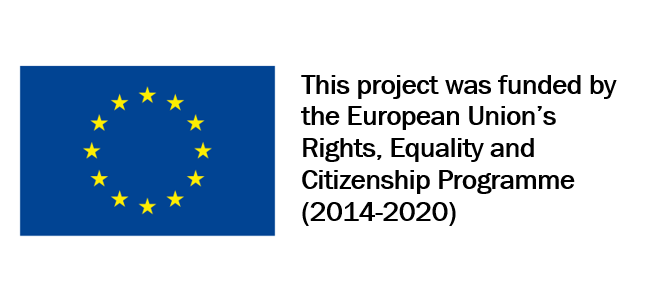 This project was funded by
the European Union’s
Rights, Equality and
Citizenship Programme
(2014-2020)